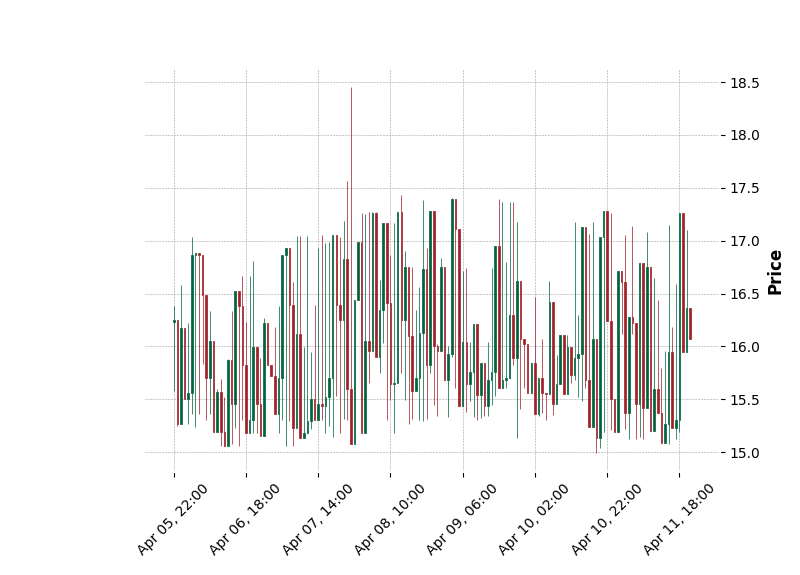 18.5
18.0
17.5
17.0
16.5
16.0
15.5
15.0
Price
Apr 05, 22:00
Apr 06, 18:00
Apr 07, 14:00
Apr 08, 10:00
Apr 09, 06:00
Apr 10, 02:00
Apr 10, 22:00
Apr 11, 18:00